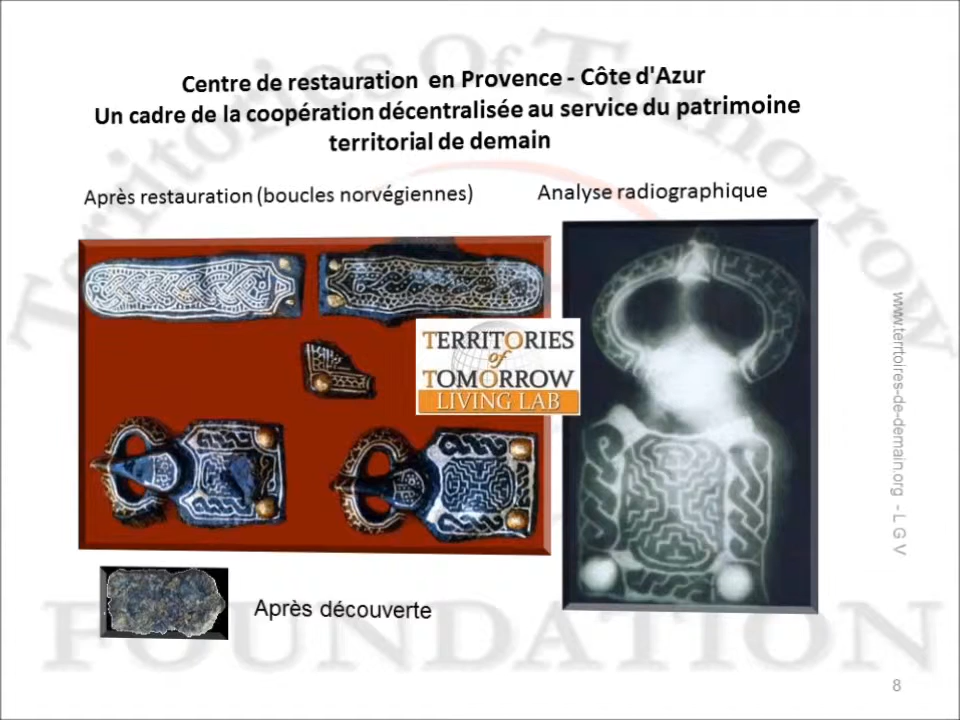 Territories Of Tomorrow
Centre de restauration en Provence - Côte d'Azur
Un cadre de la coopération décentralisée au service du patrimoine
territorial de demain
Après restauration (boucles norvégiennes)
Analyse radiographique
TERRITORIES
of
TOMORROW
LIVING LAB
www.terrtoires-de-demain.org - L G V
Après découverte
FOUNDATION
8